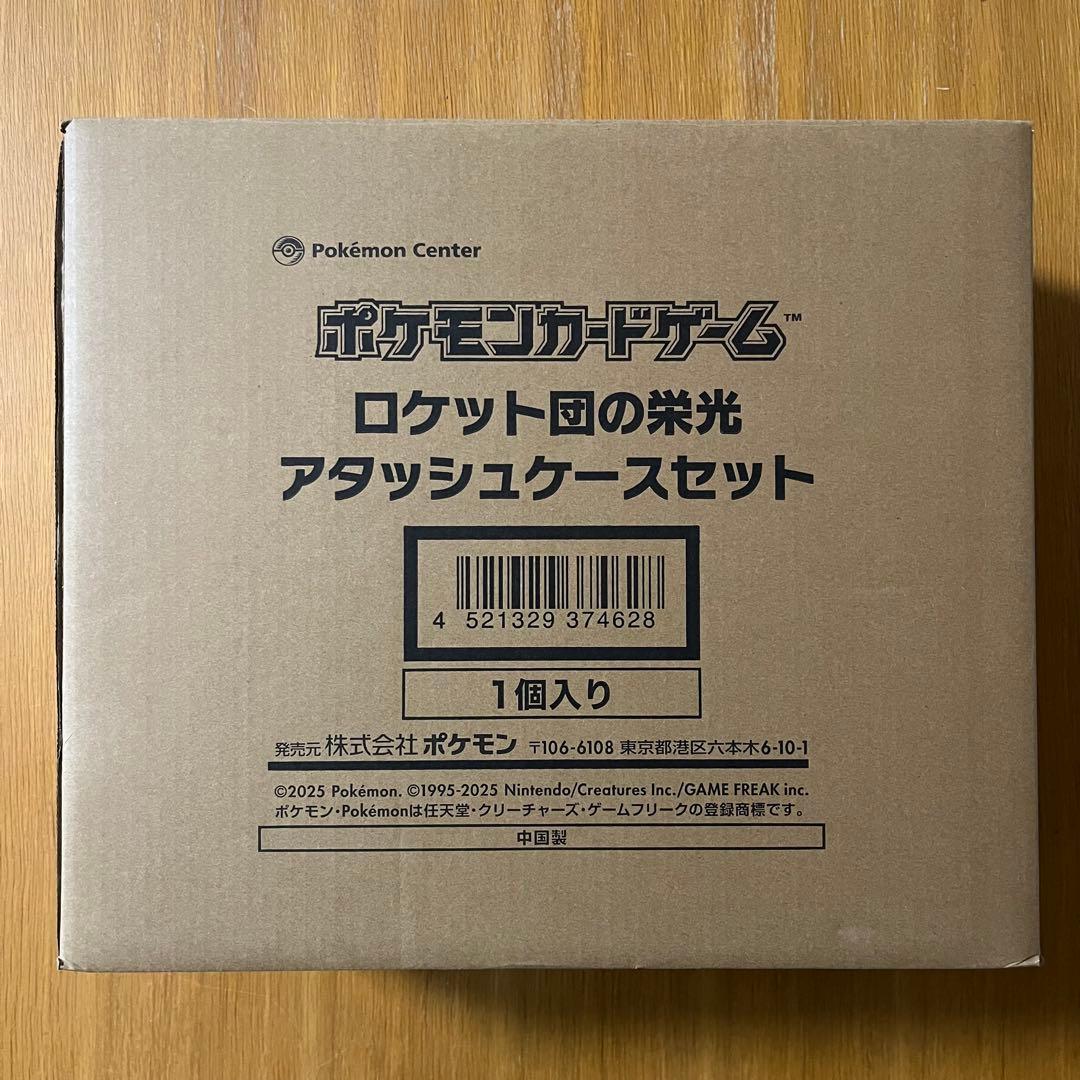 Pokémon Center
ポケモンカードゲーム™
ロケット団の栄光
アタッシュケースセット
4 521329 374628
1個入り
発売元 株式会社 ポケモン 〒106-6108 東京都港区六本木6-10-1
©2025 Pokémon. ©1995-2025 Nintendo/Creatures Inc./GAME FREAK inc.
ポケモン・Pokémonは任天堂・クリーチャーズ・ゲームフリークの登録商標です。
中国製